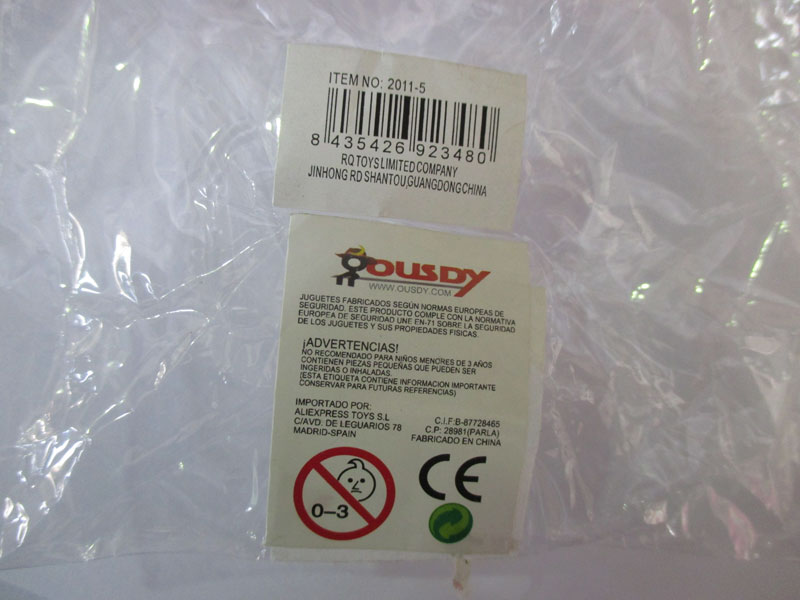 ITEM NO: 2011-5
8 435426 923480
RQ TOYS LIMITED COMPANY
JINHONG RD SHANTOU,GUANGDONG CHINA
OUSDY
WWW.OUSDY.COM
JUGUETES FABRICADOS SEGÚN NORMAS EUROPEAS DE
SEGURIDAD. ESTE PRODUCTO COMPLE CON LA NORMATIVA
EUROPEA DE SEGURIDAD UNE EN-71 SOBRE LA SEGURIDAD
DE LOS JUGUETES Y SUS PROPIEDADES FISICAS.
¡ADVERTENCIAS!
NO RECOMENDADO PARA NIÑOS MENORES DE 3 AÑOS
CONTIENEN PIEZAS PEQUEÑAS QUE PUEDEN SER
INGERIDAS O INHALADAS.
(ESTA ETIQUETA CONTIENE INFORMACION IMPORTANTE
CONSERVAR PARA FUTURAS REFERENCIAS)
IMPORTADO POR:
ALIEXPRESS TOYS S.L
C/AVD. DE LEGUARIOS 78
MADRID-SPAIN
C.I.F:B-87728465
C.P: 28981(PARLA)
FABRICADO EN CHINA
0-3
CE